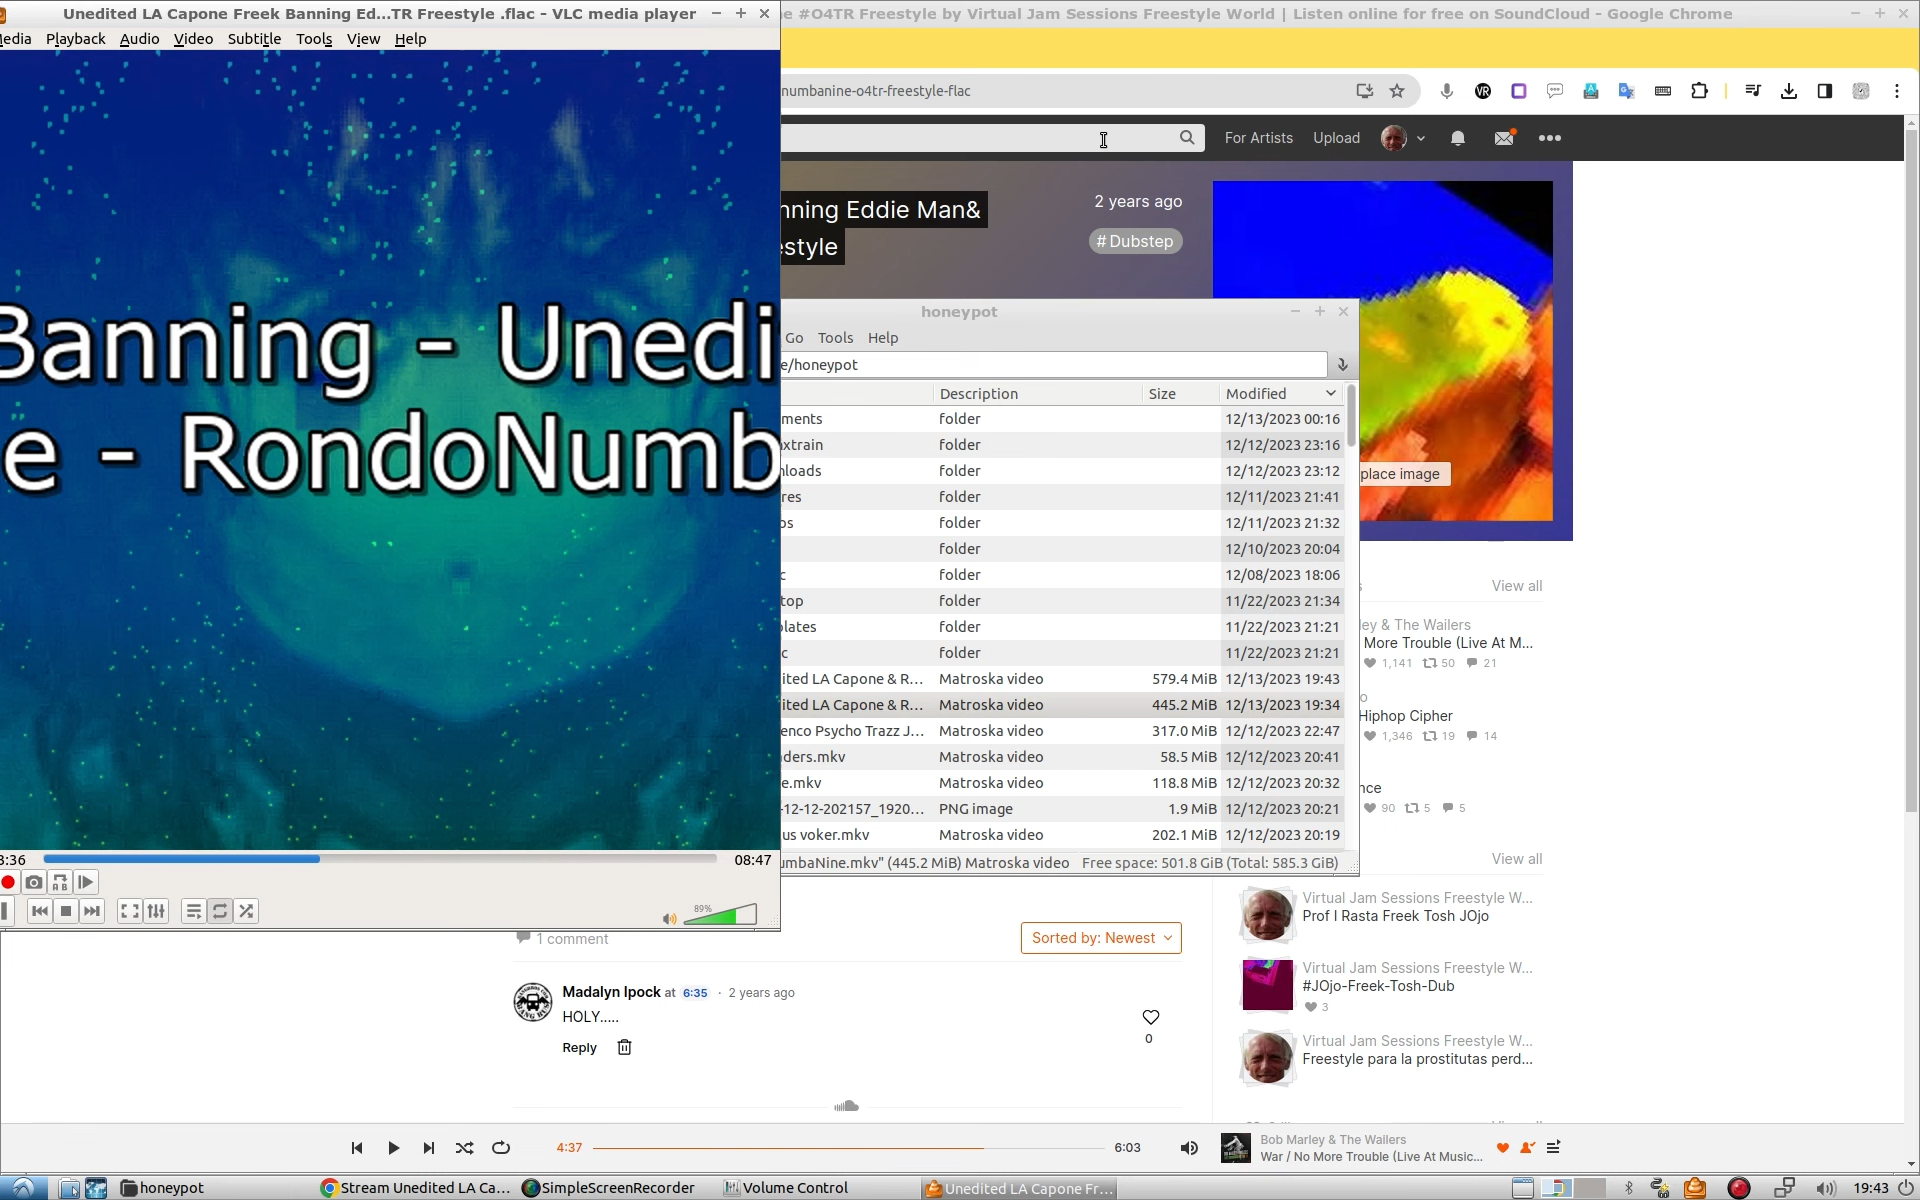 Unedited LA Capone Freek Banning Ed...TR Freestyle .flac - VLC media player
#O4TR Freestyle by Virtual Jam Sessions Freestyle World | Listen online for free on SoundCloud - Google Chrome
Playback Audio Video Subtitle Tools View Help
numbanine-o4tr-freestyle-flac
For Artists Upload
nning Eddie Man&
estyle
2 years ago
# Dubstep
Banning - Unedi
e - RondoNumb
honeypot
Go Tools Help
e/honeypot
Description Size Modified
ments folder 12/13/2023 00:16
xtrain folder 12/12/2023 23:16
nloads folder 12/12/2023 23:12
res folder 12/11/2023 21:41
os folder 12/11/2023 21:32
folder 12/10/2023 20:04
c folder 12/08/2023 18:06
top folder 11/22/2023 21:34
plates folder 11/22/2023 21:21
c folder 11/22/2023 21:21
ited LA Capone & R... Matroska video 579.4 MiB 12/13/2023 19:43
ited LA Capone & R... Matroska video 445.2 MiB 12/13/2023 19:34
enco Psycho Trazz J... Matroska video 317.0 MiB 12/12/2023 22:47
ders.mkv Matroska video 58.5 MiB 12/12/2023 20:41
e.mkv Matroska video 118.8 MiB 12/12/2023 20:32
-12-12-202157_1920... PNG image 1.9 MiB 12/12/2023 20:21
us voker.mkv Matroska video 202.1 MiB 12/12/2023 20:19
umbaNine.mkv" (445.2 MiB) Matroska video Free space: 501.8 GiB (Total: 585.3 GiB)
place image
View all
ley & The Wailers
More Trouble (Live At M...
1,141 50 21
o
Hiphop Cipher
1,346 19 14
nce
90 5 5
View all
Virtual Jam Sessions Freestyle W...
Prof I Rasta Freek Tosh JOjo
Virtual Jam Sessions Freestyle W...
#JOjo-Freek-Tosh-Dub
3
Virtual Jam Sessions Freestyle W...
Freestyle para la prostitutas perd...
3:36 08:47
89%
1 comment
Sorted by: Newest
Madalyn Ipock at 6:35 · 2 years ago
HOLY.....
0
Reply
4:37 6:03
Bob Marley & The Wailers
War / No More Trouble (Live At Music...
honeypot Stream Unedited LA Ca... SimpleScreenRecorder Volume Control Unedited LA Capone Fr... 19:43